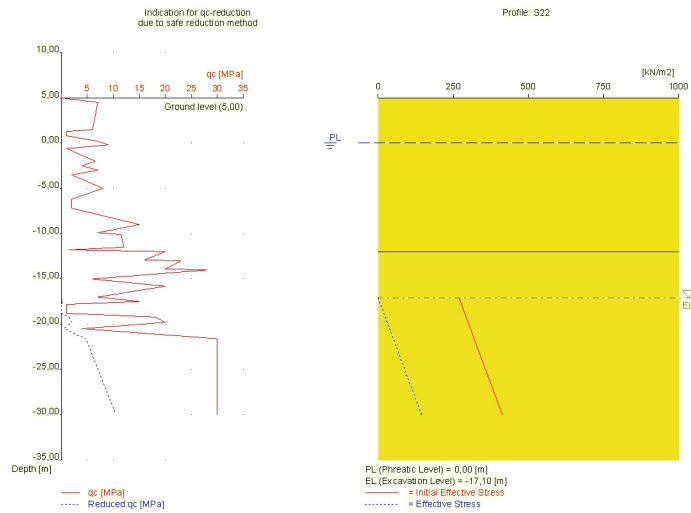 Indication for qc-reduction
due to safe reduction method
10,00
qc [MPa]
5 10 15 20 25 30 35
5,00
Ground level (5,00)
0,00
-5,00
-10,00
-15,00
-20,00
-25,00
-30,00
-35,00
Depth [m]
qc [MPa]
Reduced qc [MPa]
Profile: S22
[kN/m2]
0 250 500 750 1000
PL
EL
PL (Phreatic Level) = 0,00 [m]
EL (Excavation Level) = -17,10 [m]
= Initial Effective Stress
= Effective Stress